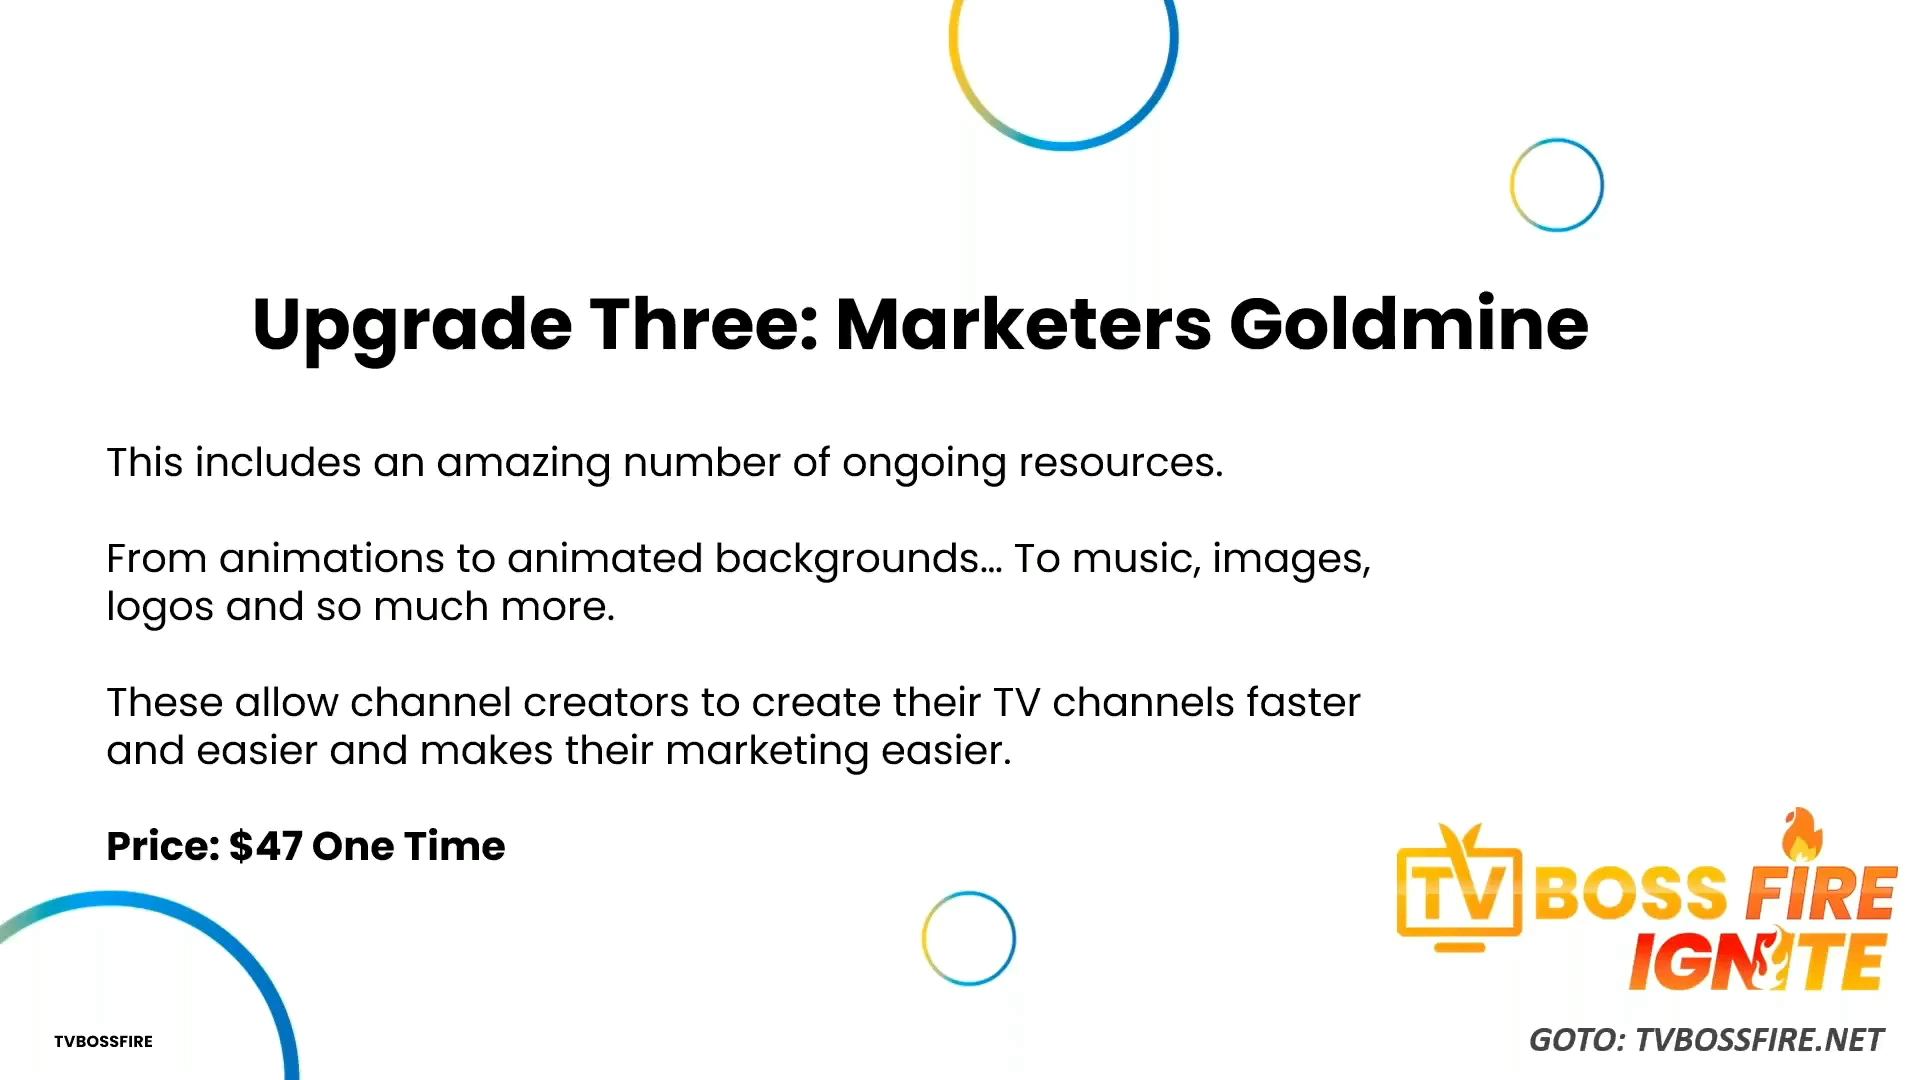 Upgrade Three: Marketers Goldmine
This includes an amazing number of ongoing resources.
From animations to animated backgrounds... To music, images,
logos and so much more.
These allow channel creators to create their TV channels faster
and easier and makes their marketing easier.
Price: $47 One Time
TV BOSS FIRE
IGNITE
TVBOSSFIRE
GOTO: TVBOSSFIRE.NET